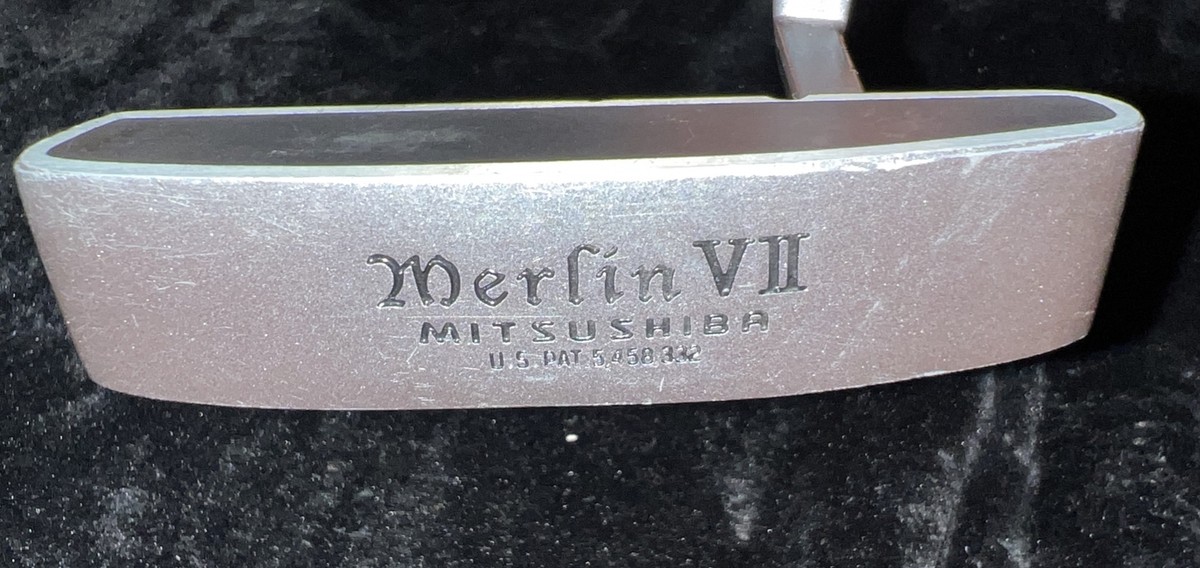 Merlin VII
MITSUSHIBA
U.S. PAT. 5,458,332